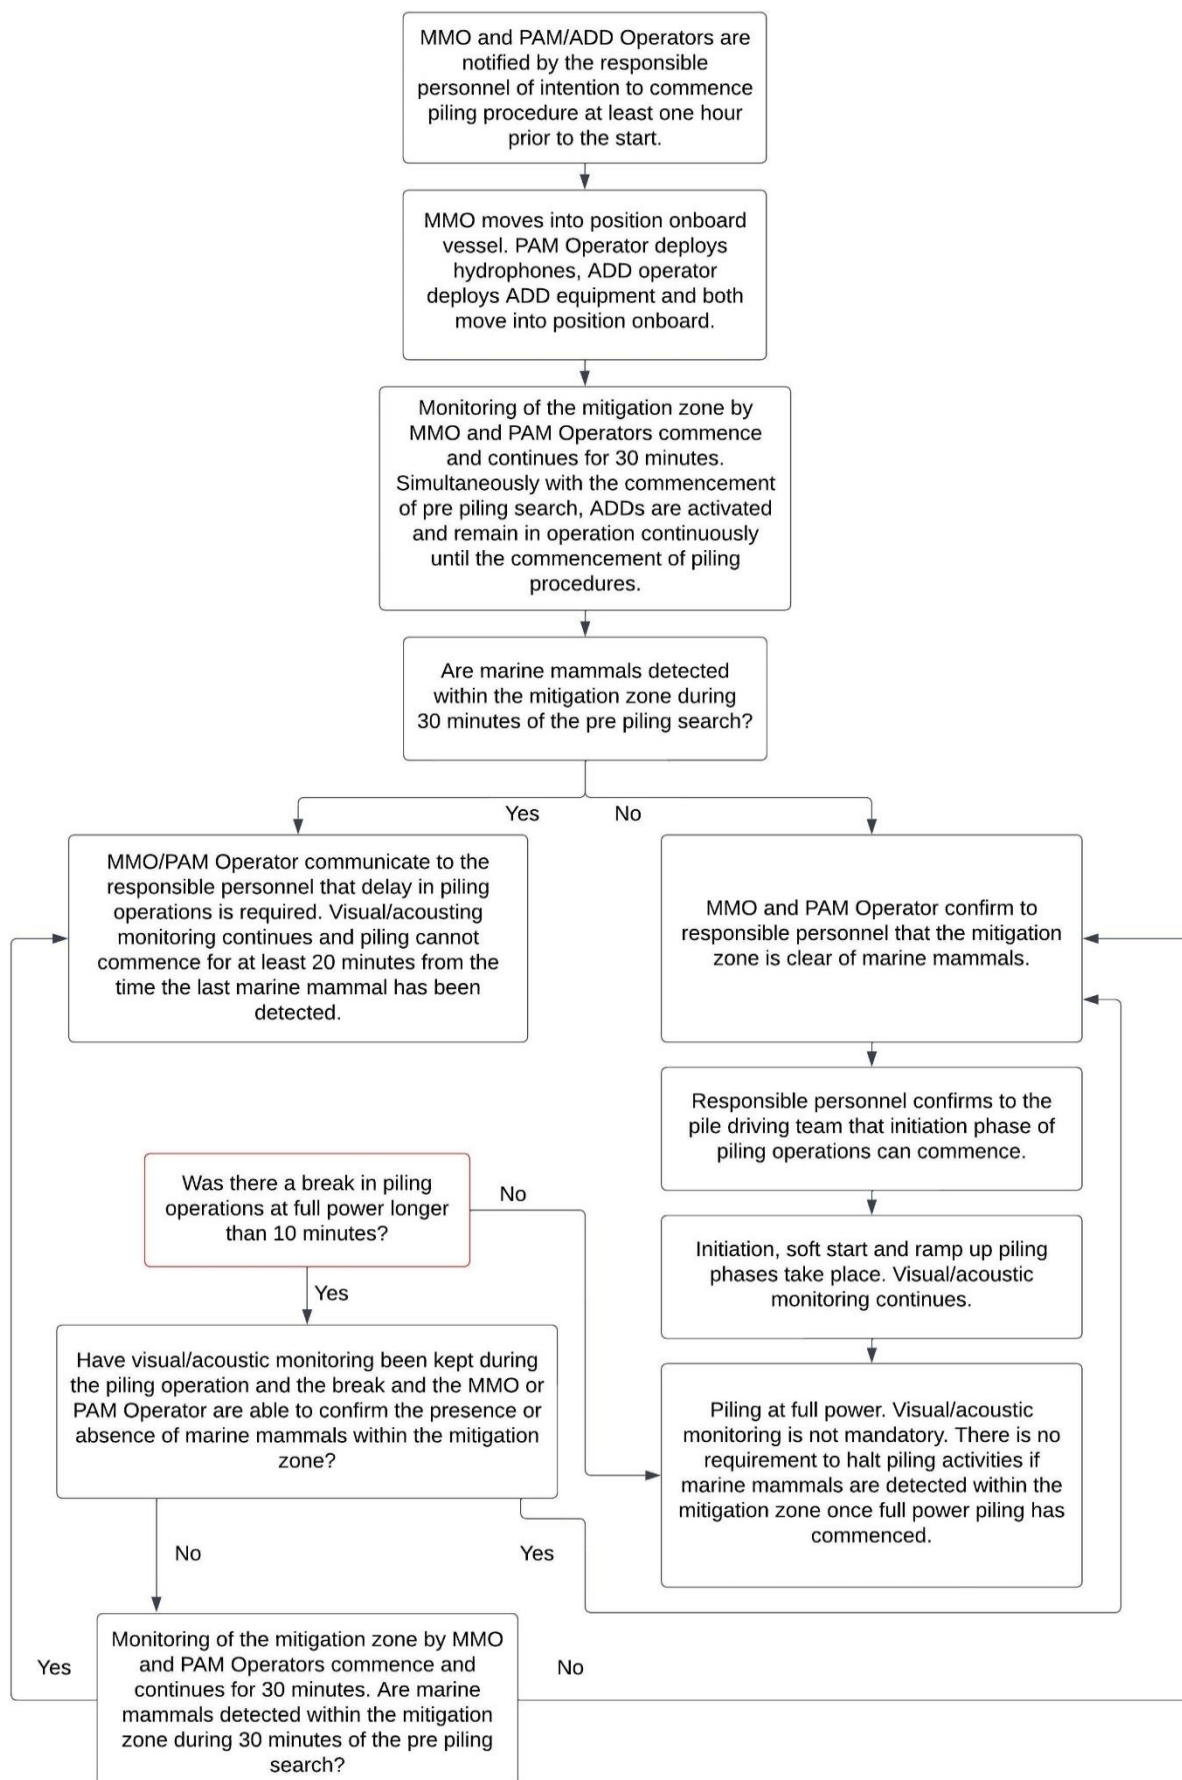 MMO and PAM/ADD Operators are
notified by the responsible
personnel of intention to commence
piling procedure at least one hour
prior to the start.
MMO moves into position onboard
vessel. PAM Operator deploys
hydrophones, ADD operator
deploys ADD equipment and both
move into position onboard.
Monitoring of the mitigation zone by
MMO and PAM Operators commence
and continues for 30 minutes.
Simultaneously with the commencement
of pre piling search, ADDs are activated
and remain in operation continuously
until the commencement of piling
procedures.
Are marine mammals detected
within the mitigation zone during
30 minutes of the pre piling search?
Yes
No
MMO/PAM Operator communicate to the
responsible personnel that delay in piling
operations is required. Visual/acousting
monitoring continues and piling cannot
commence for at least 20 minutes from the
time the last marine mammal has been
detected.
MMO and PAM Operator confirm to
responsible personnel that the mitigation
zone is clear of marine mammals.
Responsible personnel confirms to the
pile driving team that initiation phase of
piling operations can commence.
Initiation, soft start and ramp up piling
phases take place. Visual/acoustic
monitoring continues.
Piling at full power. Visual/acoustic
monitoring is not mandatory. There is no
requirement to halt piling activities if
marine mammals are detected within the
mitigation zone once full power piling has
commenced.
Was there a break in piling
operations at full power longer
than 10 minutes?
No
Yes
Have visual/acoustic monitoring been kept during
the piling operation and the break and the MMO or
PAM Operator are able to confirm the presence or
absence of marine mammals within the mitigation
zone?
No
Yes
Monitoring of the mitigation zone by MMO
and PAM Operators commence and
continues for 30 minutes. Are marine
mammals detected within the mitigation
zone during 30 minutes of the pre piling
search?
Yes
No